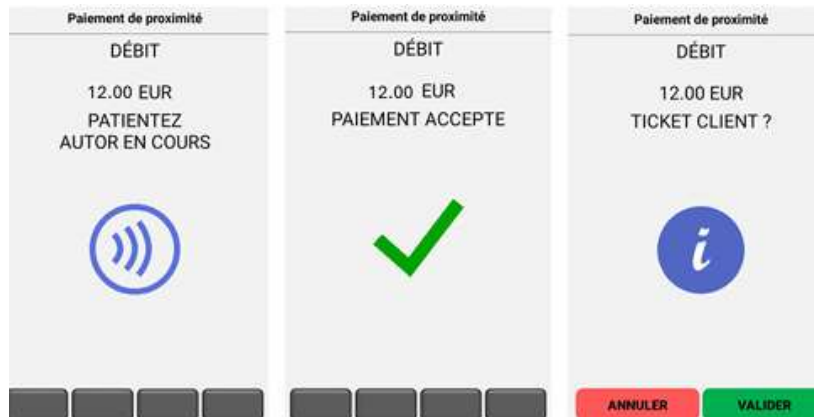 Paiement de proximité
DÉBIT
12.00 EUR
PATIENTEZ
AUTOR EN COURS
Paiement de proximité
DÉBIT
12.00 EUR
PAIEMENT ACCEPTE
Paiement de proximité
DÉBIT
12.00 EUR
TICKET CLIENT ?
i
ANNULER
VALIDER